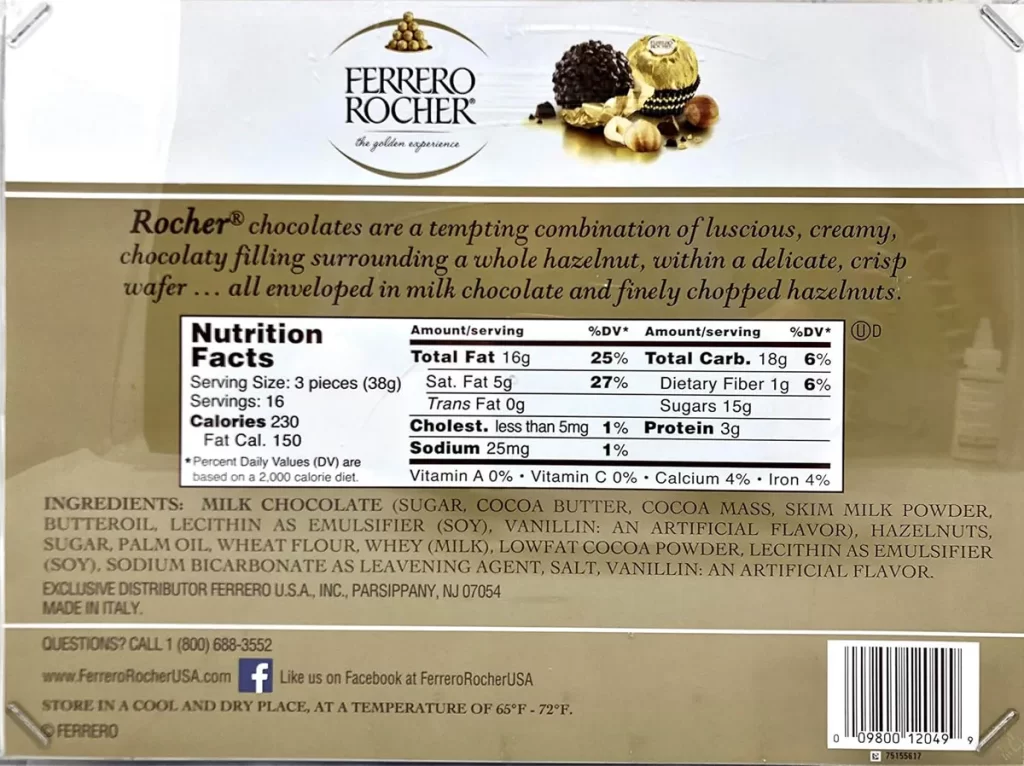 FERRERO
ROCHER®
the golden experience
Rocher® chocolates are a tempting combination of luscious, creamy,
chocolaty filling surrounding a whole hazelnut, within a delicate, crisp
wafer ... all enveloped in milk chocolate and finely chopped hazelnuts.
Nutrition
Facts
Serving Size: 3 pieces (38g)
Servings: 16
Calories 230
Fat Cal. 150
*Percent Daily Values (DV) are
based on a 2,000 calorie diet.
Amount/serving %DV* Amount/serving %DV*
Total Fat 16g 25% Total Carb. 18g 6%
Sat. Fat 5g 27% Dietary Fiber 1g 6%
Trans Fat 0g Sugars 15g
Cholest. less than 5mg 1% Protein 3g
Sodium 25mg 1%
Vitamin A 0% • Vitamin C 0% • Calcium 4% • Iron 4%
UD
INGREDIENTS: MILK CHOCOLATE (SUGAR, COCOA BUTTER, COCOA MASS, SKIM MILK POWDER,
BUTTEROIL, LECITHIN AS EMULSIFIER (SOY), VANILLIN: AN ARTIFICIAL FLAVOR), HAZELNUTS,
SUGAR, PALM OIL, WHEAT FLOUR, WHEY (MILK), LOWFAT COCOA POWDER, LECITHIN AS EMULSIFIER
(SOY), SODIUM BICARBONATE AS LEAVENING AGENT, SALT, VANILLIN: AN ARTIFICIAL FLAVOR.
EXCLUSIVE DISTRIBUTOR FERRERO U.S.A., INC., PARSIPPANY, NJ 07054
MADE IN ITALY.
QUESTIONS? CALL 1 (800) 688-3552
www.FerreroRocherUSA.com f Like us on Facebook at FerreroRocherUSA
STORE IN A COOL AND DRY PLACE, AT A TEMPERATURE OF 65°F - 72°F.
© FERRERO
0 09800 12049 9
75155617